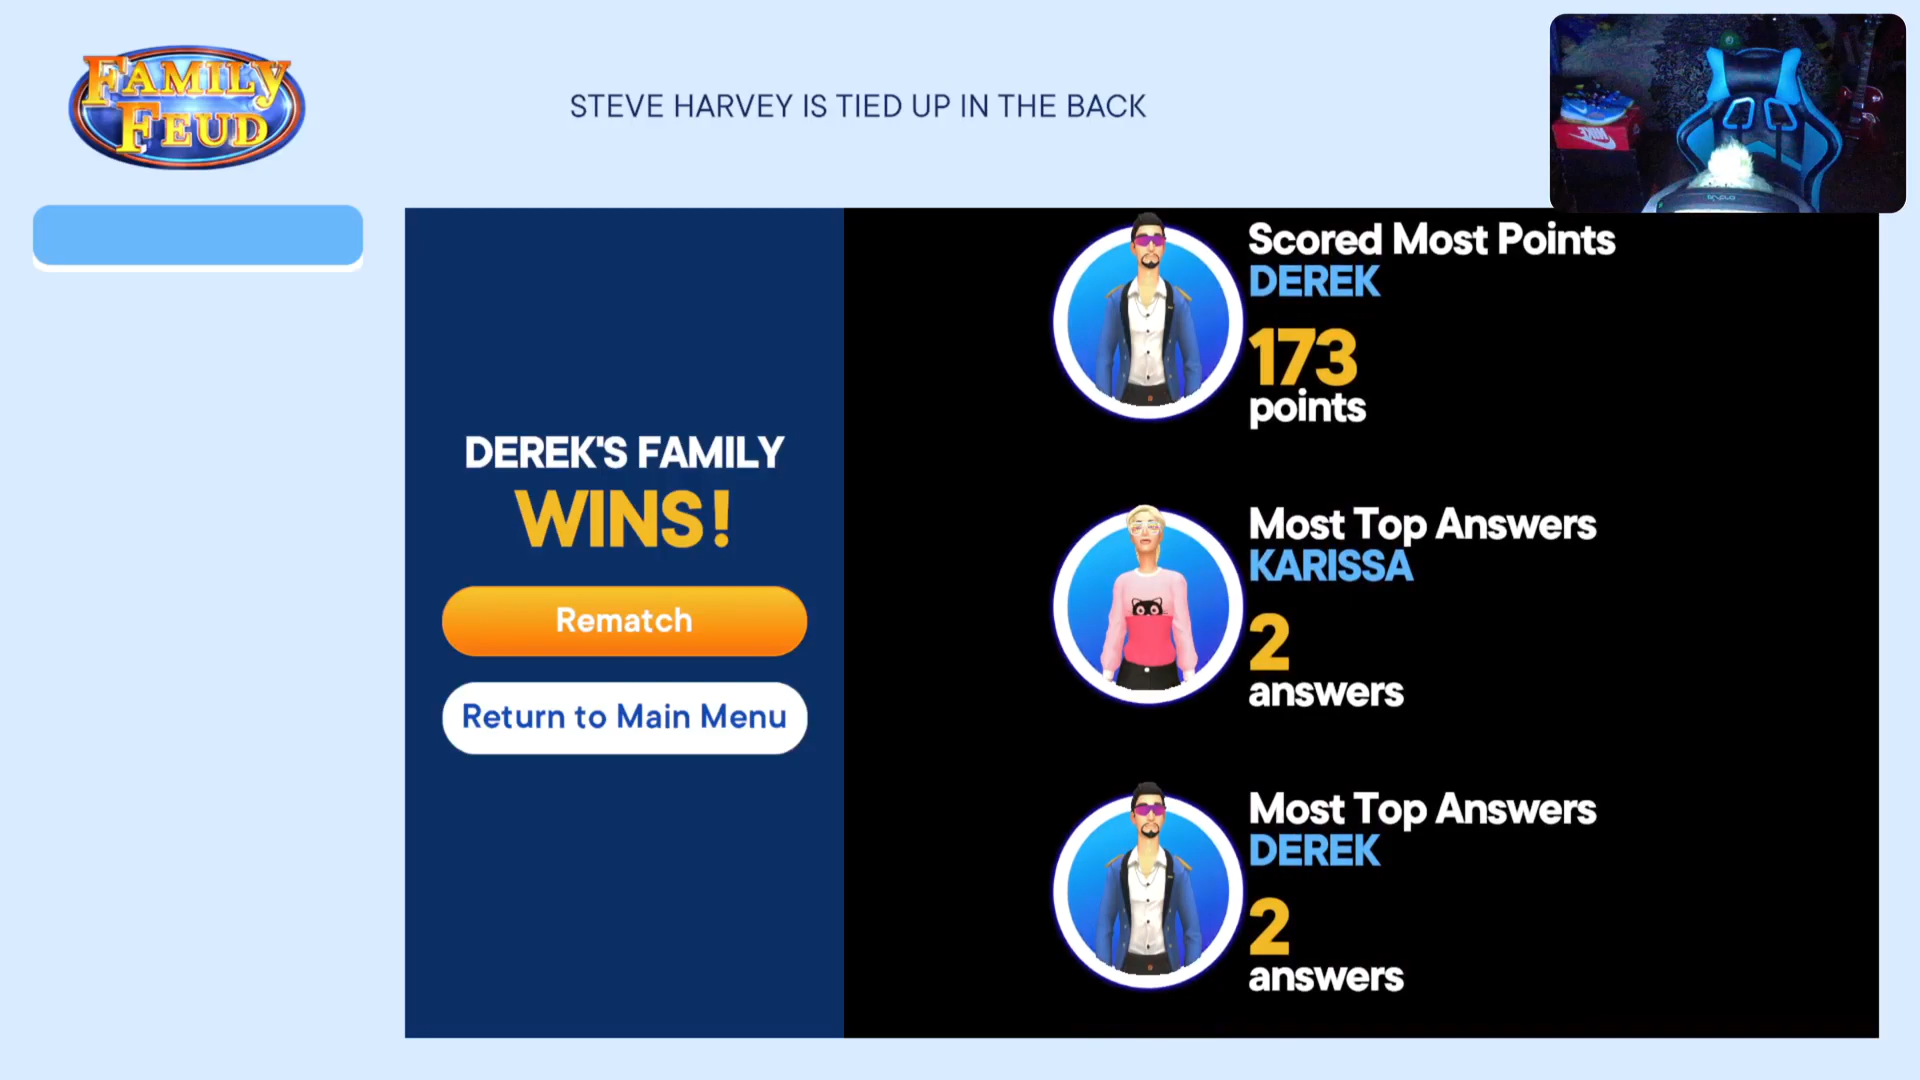 FAMILY
FEUD
STEVE HARVEY IS TIED UP IN THE BACK
NIKE
Scored Most Points
DEREK
173
points
DEREK'S FAMILY
WINS!
Rematch
Return to Main Menu
Most Top Answers
KARISSA
2
answers
Most Top Answers
DEREK
2
answers